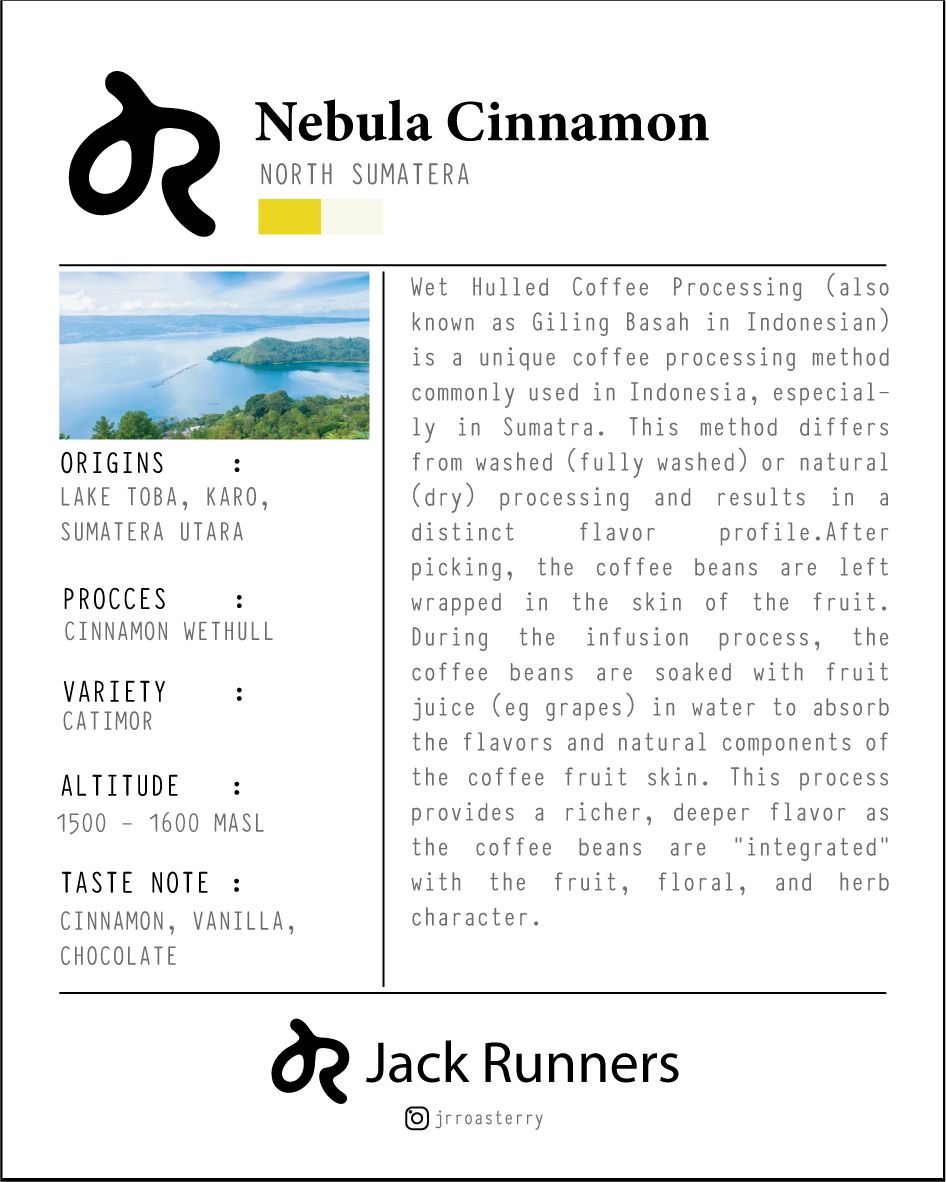 Nebula Cinnamon
NORTH SUMATERA
ORIGINS :
LAKE TOBA, KARO,
SUMATERA UTARA
PROCCES :
CINNAMON WETHULL
VARIETY :
CATIMOR
ALTITUDE :
1500 - 1600 MASL
TASTE NOTE :
CINNAMON, VANILLA,
CHOCOLATE
Wet Hulled Coffee Processing (also
known as Giling Basah in Indonesian)
is a unique coffee processing method
commonly used in Indonesia, especial-
ly in Sumatra. This method differs
from washed (fully washed) or natural
(dry) processing and results in a
distinct flavor profile.After
picking, the coffee beans are left
wrapped in the skin of the fruit.
During the infusion process, the
coffee beans are soaked with fruit
juice (eg grapes) in water to absorb
the flavors and natural components of
the coffee fruit skin. This process
provides a richer, deeper flavor as
the coffee beans are "integrated"
with the fruit, floral, and herb
character.
Jack Runners
jrroasterry